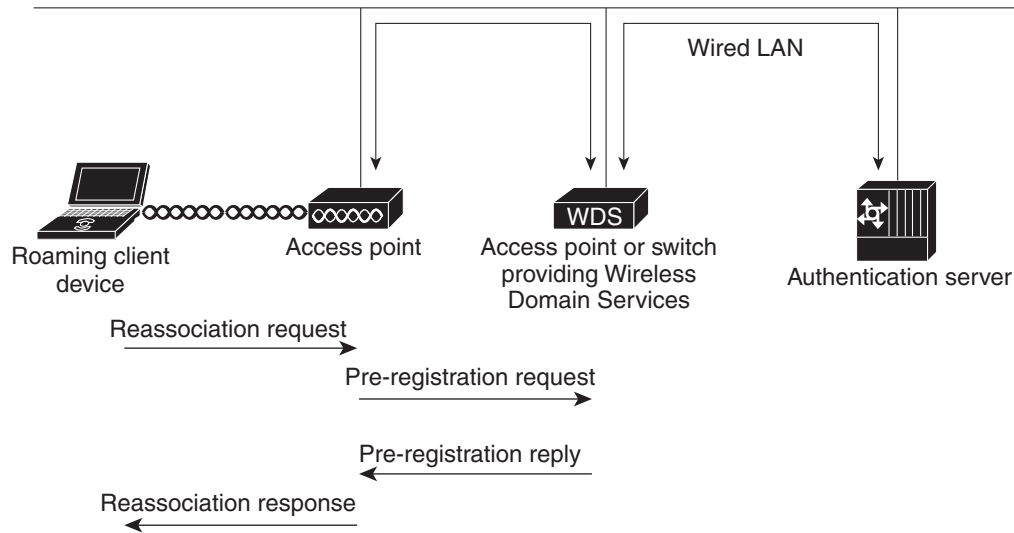 Wired LAN
WDS
Roaming client
device
Access point
Access point or switch
providing Wireless
Domain Services
Authentication server
Reassociation request
Pre-registration request
Pre-registration reply
Reassociation response